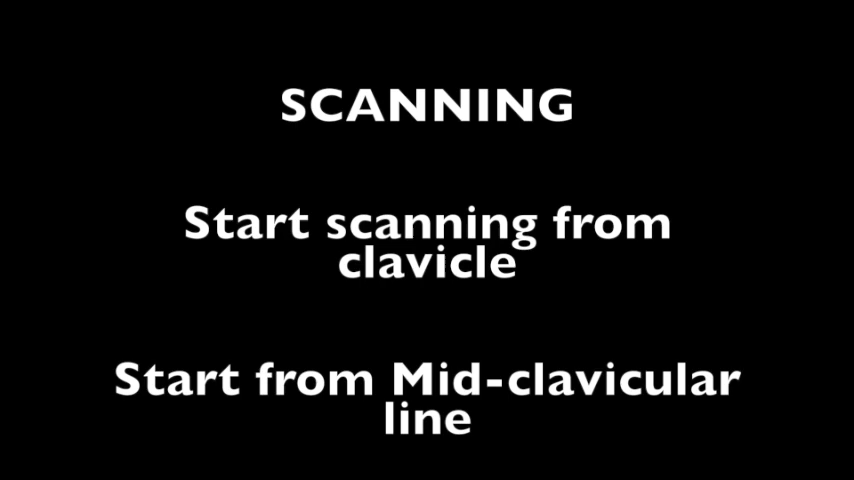 SCANNING
Start scanning from
clavicle
Start from Mid-clavicular
line